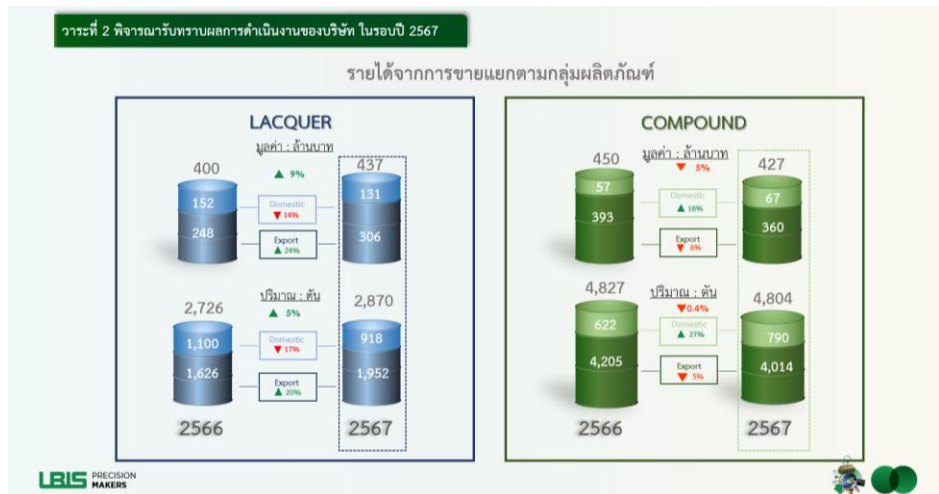 วาระที่ 2 พิจารณารับทราบผลการดำเนินงานของบริษัท ในรอบปี 2567
รายได้จากการขายแยกตามกลุ่มผลิตภัณฑ์
LACQUER
มูลค่า : ล้านบาท
400
▲ 9%
437
152
248
Domestic
▼ 14%
Export
▲ 24%
131
306
ปริมาณ : ตัน
2,726
▲ 5%
2,870
1,100
1,626
Domestic
▼ 17%
Export
▲ 20%
918
1,952
2566
2567
COMPOUND
มูลค่า : ล้านบาท
450
▼ 5%
427
57
393
Domestic
▲ 18%
Export
▼ 8%
67
360
ปริมาณ : ตัน
4,827
▼0.4%
4,804
622
4,205
Domestic
▲ 27%
Export
▼ 5%
790
4,014
2566
2567
LBIS PRECISION
MAKERS